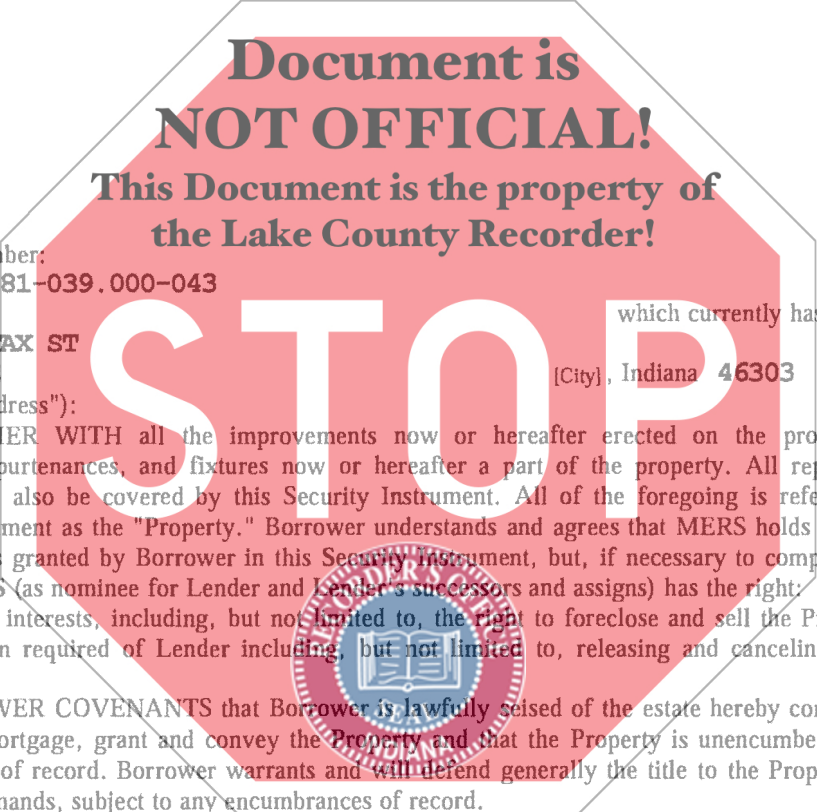 Document is
NOT OFFICIAL!
This Document is the property of
the Lake County Recorder!
ber:
81-039.000-043
which currently has
AX ST
[City], Indiana 46303
dress"):
ER WITH all the improvements now or hereafter erected on the pro
purtenances, and fixtures now or hereafter a part of the property. All rep
also be covered by this Security Instrument. All of the foregoing is refe
ment as the "Property." Borrower understands and agrees that MERS holds
granted by Borrower in this Security Instrument, but, if necessary to comp
S (as nominee for Lender and Lender's successors and assigns) has the right:
interests, including, but not limited to, the right to foreclose and sell the P
n required of Lender including, but not limited to, releasing and cancelin
WER COVENANTS that Borrower is lawfully seised of the estate hereby con
ortgage, grant and convey the Property and that the Property is unencumbe
of record. Borrower warrants and will defend generally the title to the Prop
mands, subject to any encumbrances of record.
STOP
RECORDER'S OFFICE
SEAL
INDIANA